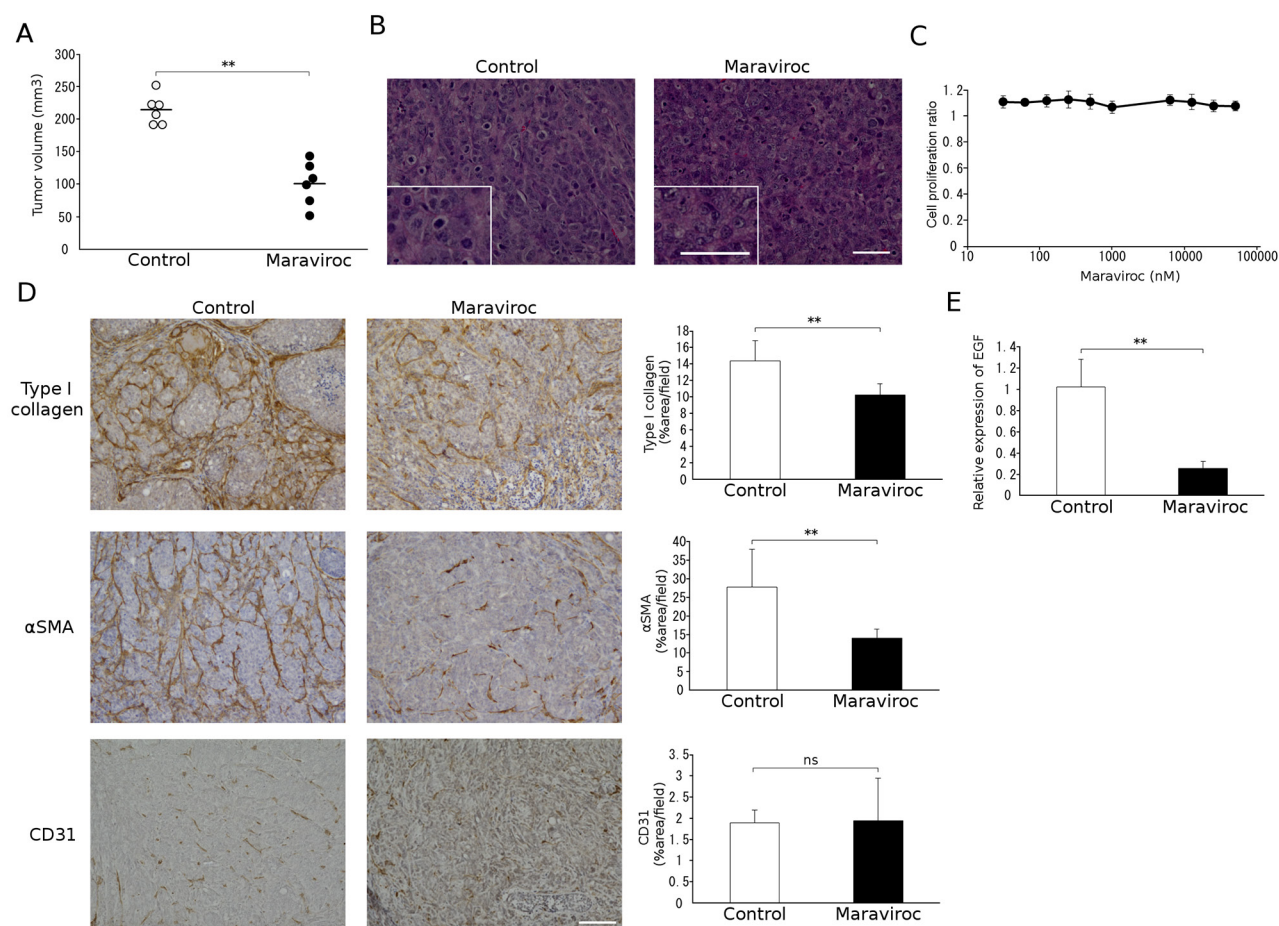 A
300
250
200
150
100
50
0
Tumor volume (mm3)
**
Control
Maraviroc
B
Control
Maraviroc
C
1.2
1
0.8
0.6
0.4
0.2
0
Cell proliferation ratio
10
100
1000
10000
100000
Maraviroc (nM)
D
Control
Maraviroc
Type I
collagen
18
16
14
12
10
8
6
4
2
0
Type I collagen
(%area/field)
**
Control
Maraviroc
αSMA
40
35
30
25
20
15
10
5
0
αSMA
(%area/field)
**
Control
Maraviroc
CD31
3.5
3
2.5
2
1.5
1
0.5
0
CD31
(%area/field)
ns
Control
Maraviroc
E
1.4
1.2
1
0.8
0.6
0.4
0.2
0
Relative expression of EGF
**
Control
Maraviroc